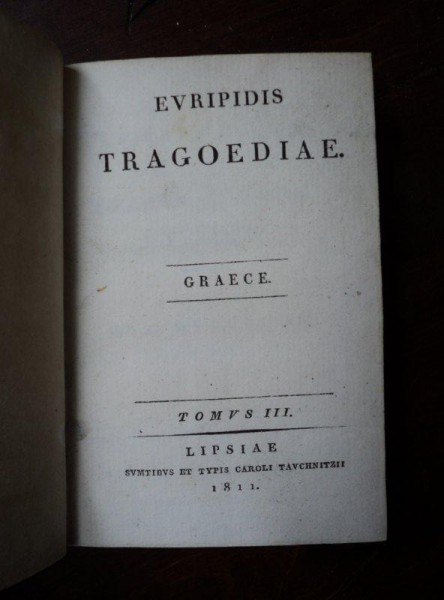 EVRIPIDIS
TRAGOEDIAE.
GRAECE.
TOMVS III.
LIPSIAE
SVMTIBVS ET TYPIS CAROLI TAVCHNITZII
1811.